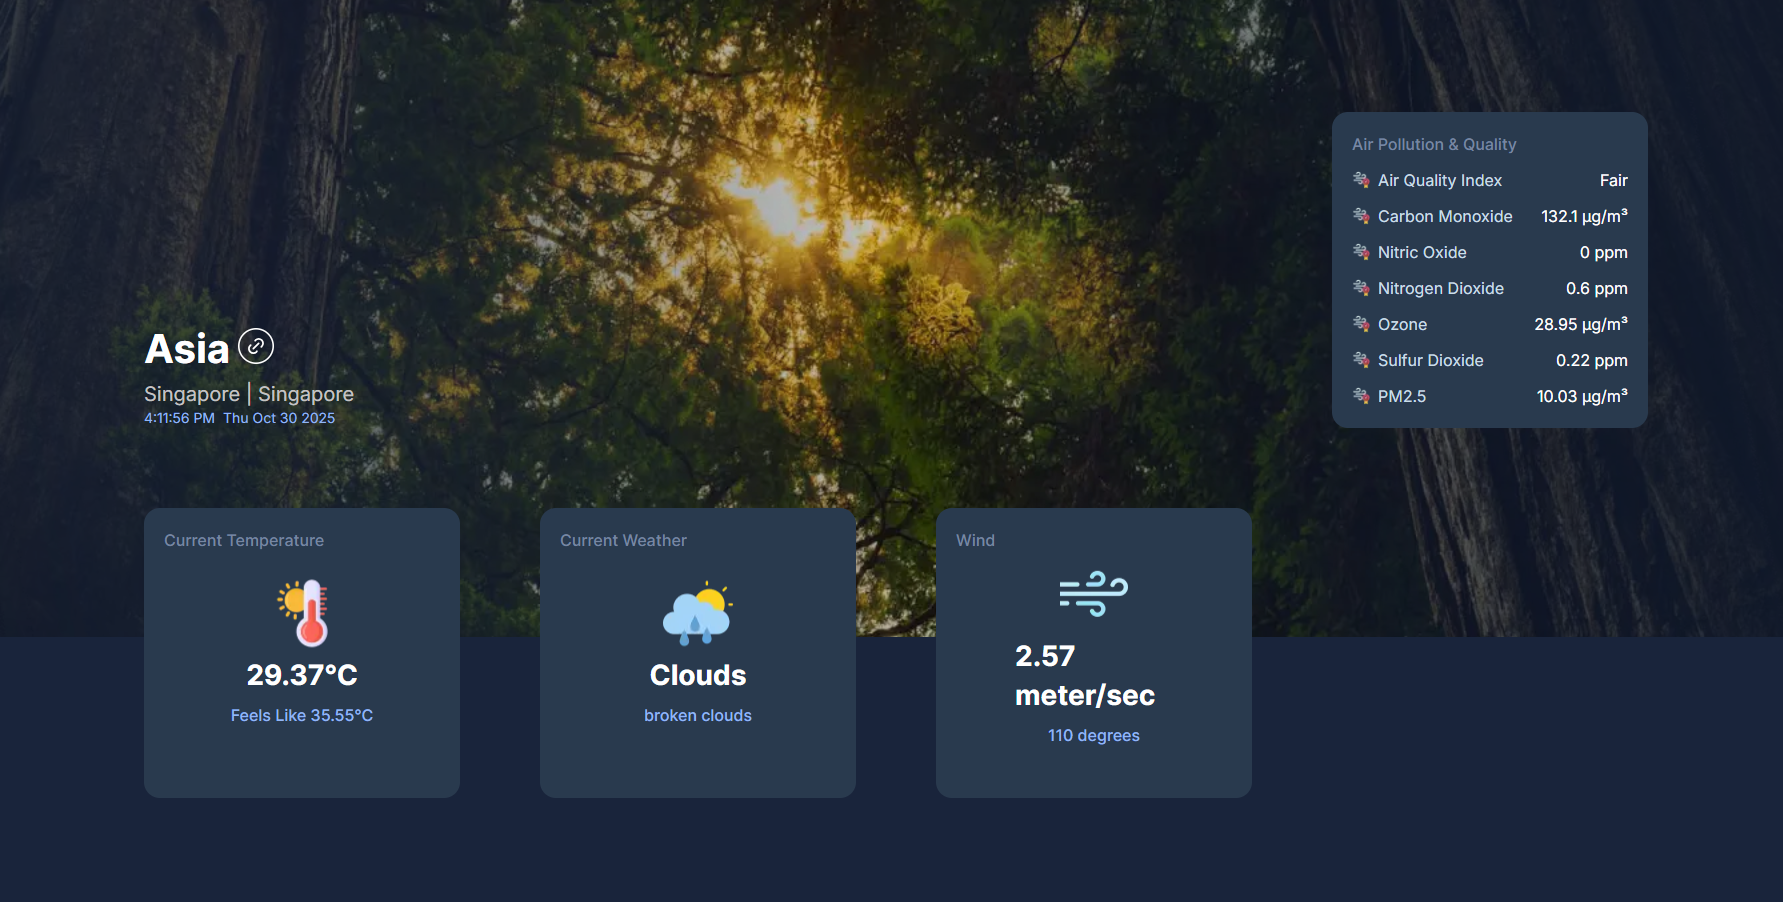 Air Pollution & Quality
Air Quality Index Fair
Carbon Monoxide 132.1 µg/m³
Nitric Oxide 0 ppm
Nitrogen Dioxide 0.6 ppm
Ozone 28.95 µg/m³
Sulfur Dioxide 0.22 ppm
PM2.5 10.03 µg/m³
Asia
Singapore | Singapore
4:11:56 PM Thu Oct 30 2025
Current Temperature
29.37°C
Feels Like 35.55°C
Current Weather
Clouds
broken clouds
Wind
2.57
meter/sec
110 degrees